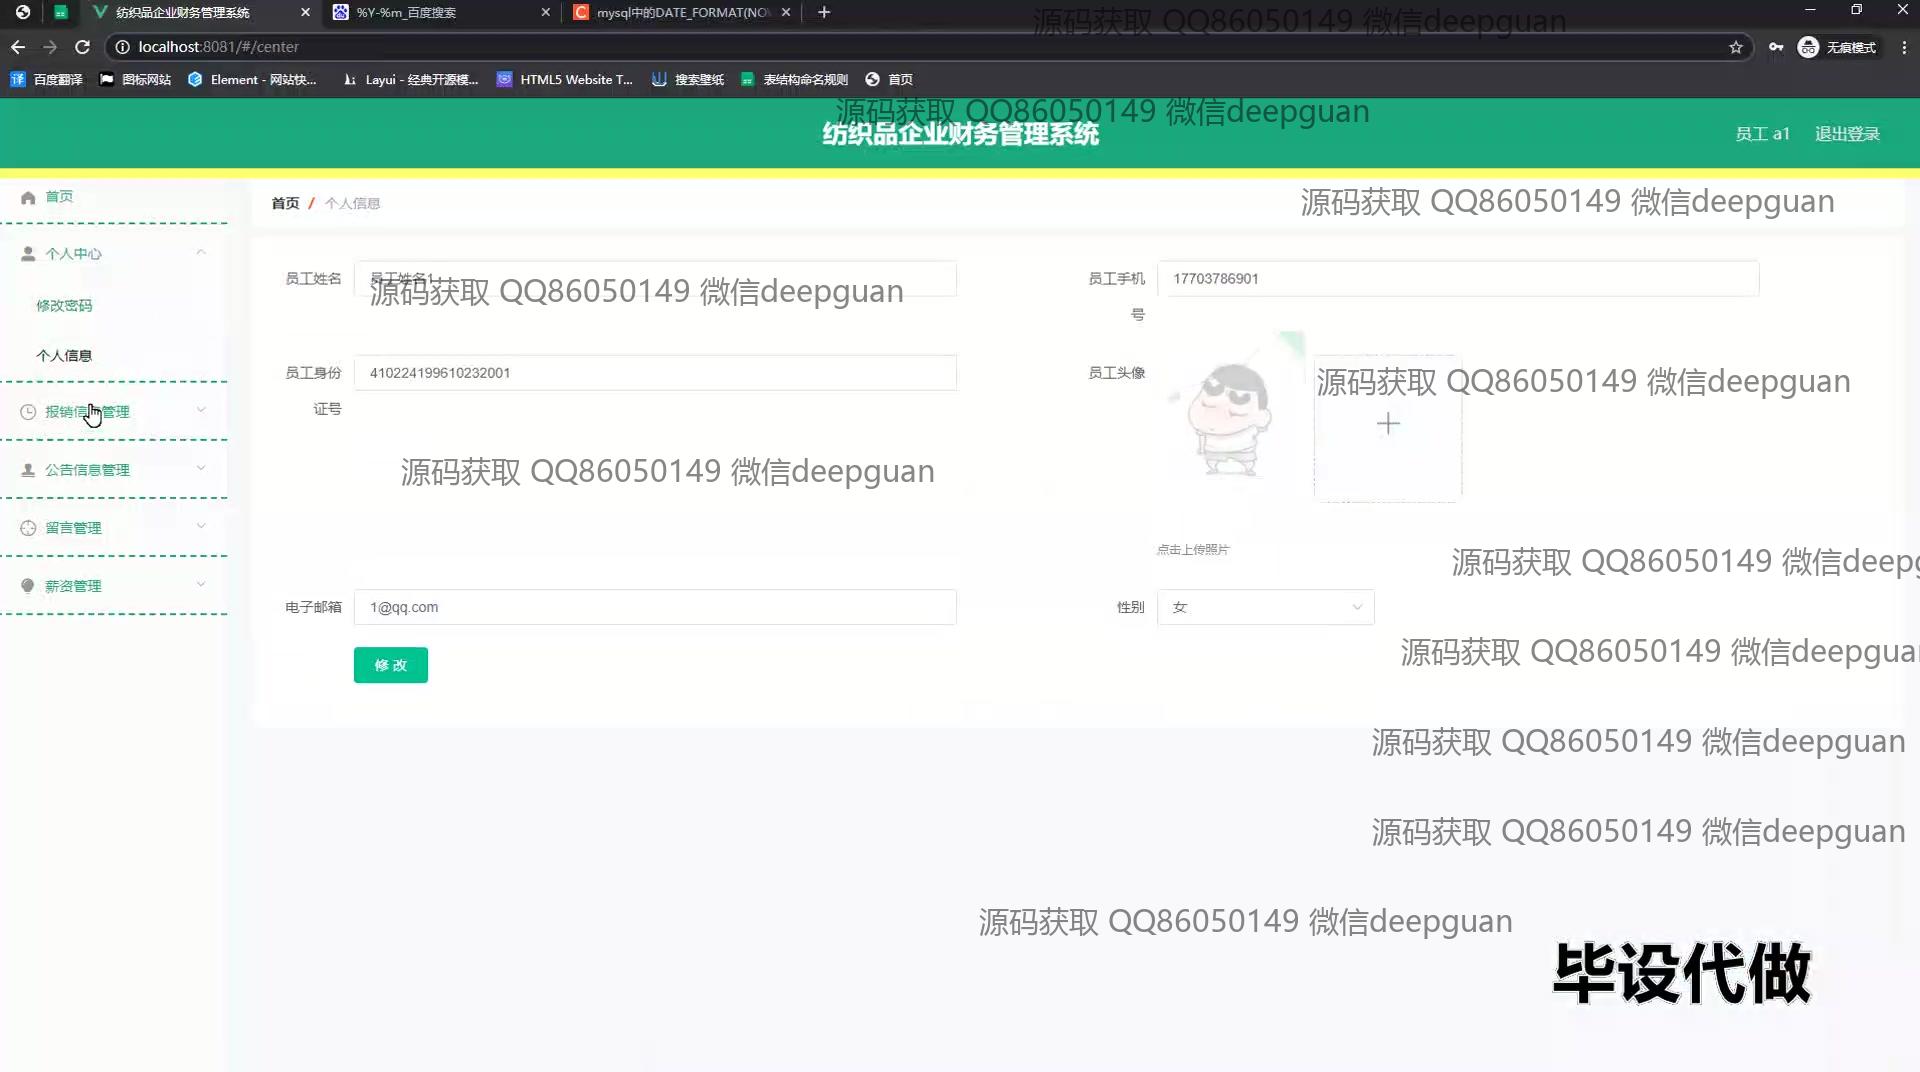 纺织品企业财务管理系统
%Y-%m_百度搜索
mysql中的DATE_FORMAT(NO
源码获取 QQ86050149 微信deepguan
localhost:8081/#/center
无痕模式
百度翻译
图标网站
Element - 网站快...
Layui - 经典开源模...
HTML5 Website T...
搜索壁纸
表结构命名规则
首页
源码获取 QQ86050149 微信deepguan
纺织品企业财务管理系统
员工 a1
退出登录
首页
首页 / 个人信息
源码获取 QQ86050149 微信deepguan
个人中心
修改密码
个人信息
报销信息管理
公告信息管理
留言管理
薪资管理
员工姓名
员工姓名1
源码获取 QQ86050149 微信deepguan
员工手机号
17703786901
员工身份证号
410224199610232001
员工头像
源码获取 QQ86050149 微信deepguan
源码获取 QQ86050149 微信deepguan
点击上传照片
源码获取 QQ86050149 微信deepg
电子邮箱
1@qq.com
性别
女
修改
源码获取 QQ86050149 微信deepgua
源码获取 QQ86050149 微信deepguan
源码获取 QQ86050149 微信deepguan
源码获取 QQ86050149 微信deepguan
毕设代做